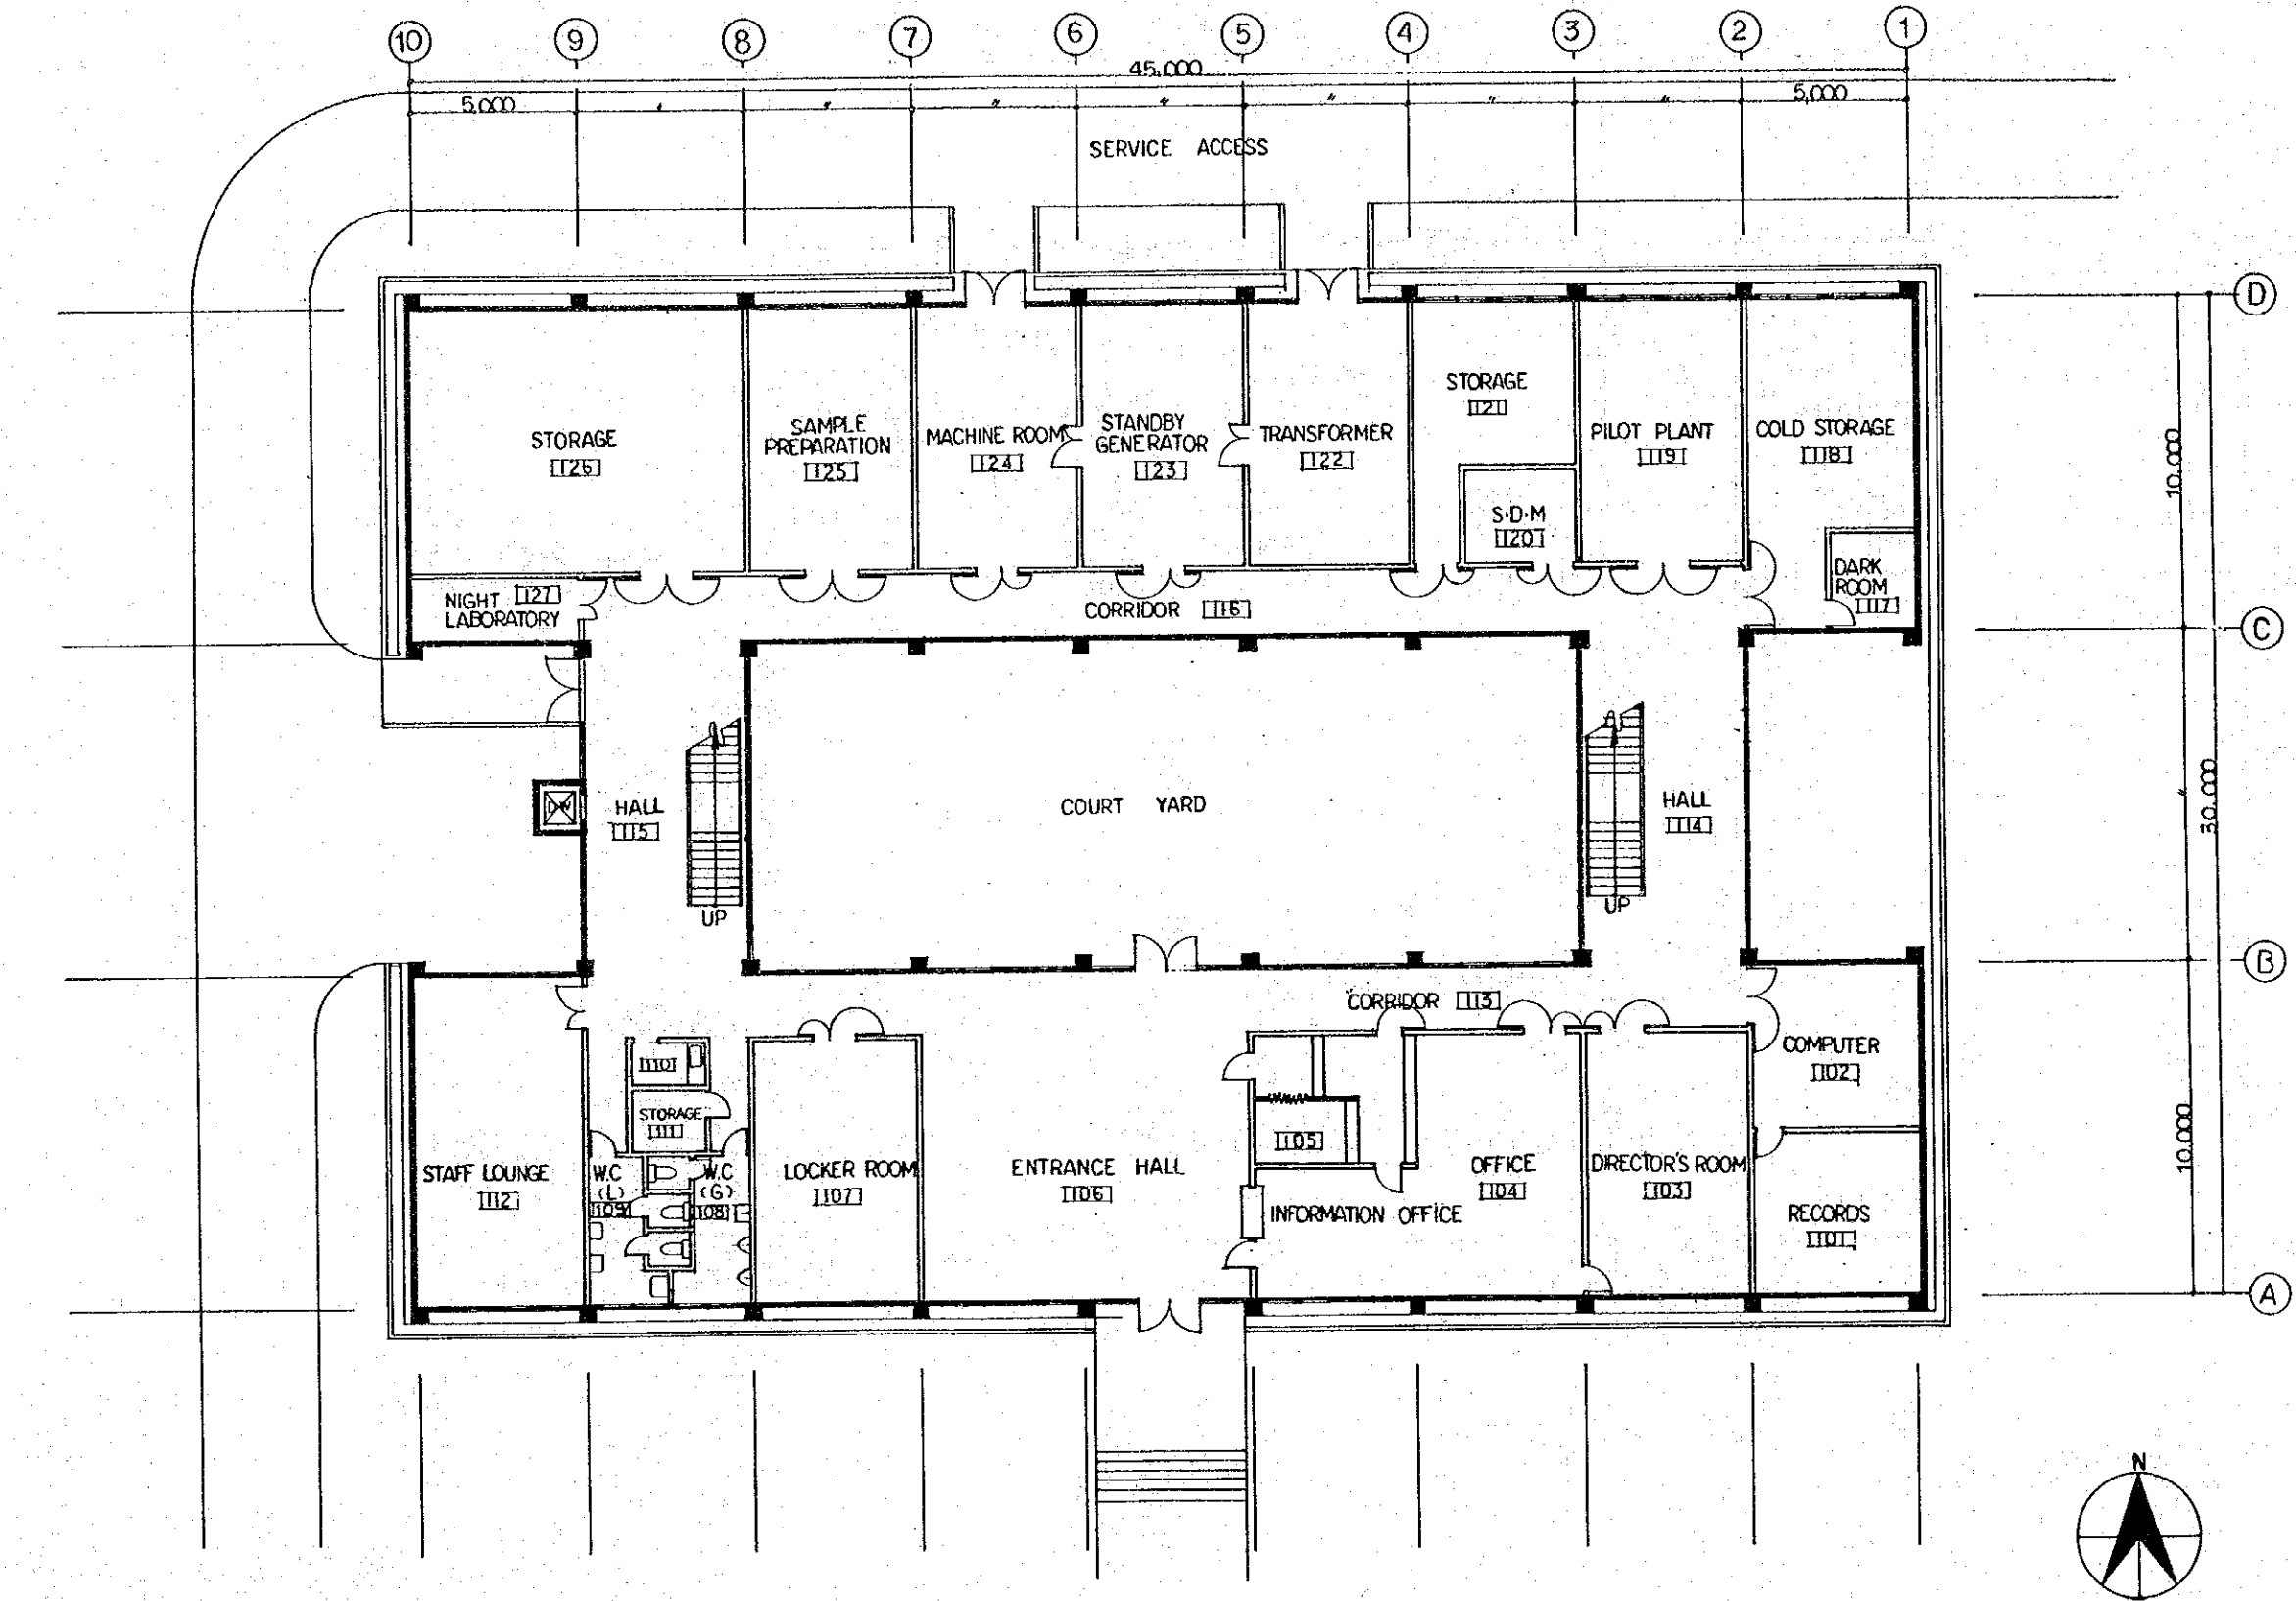 10 9 8 7 6 5 4 3 2 1
45,000
5,000 〃 〃 〃 〃 〃 〃 〃 5,000
SERVICE ACCESS
D
STORAGE
126
SAMPLE
PREPARATION
125
MACHINE ROOM
124
STANDBY
GENERATOR
123
TRANSFORMER
122
STORAGE
121
S.D.M
120
PILOT PLANT
119
COLD STORAGE
118
10,000
DARK
ROOM
117
NIGHT
LABORATORY
127
CORRIDOR 116
C
DW
HALL
115
UP
COURT YARD
HALL
114
UP
〃
30,000
B
CORRIDOR 113
STAFF LOUNGE
112
110
STORAGE
111
W.C
(L)
109
W.C
(G)
108
LOCKER ROOM
107
ENTRANCE HALL
106
105
INFORMATION OFFICE
OFFICE
104
DIRECTOR'S ROOM
103
COMPUTER
102
RECORDS
101
10,000
A
N